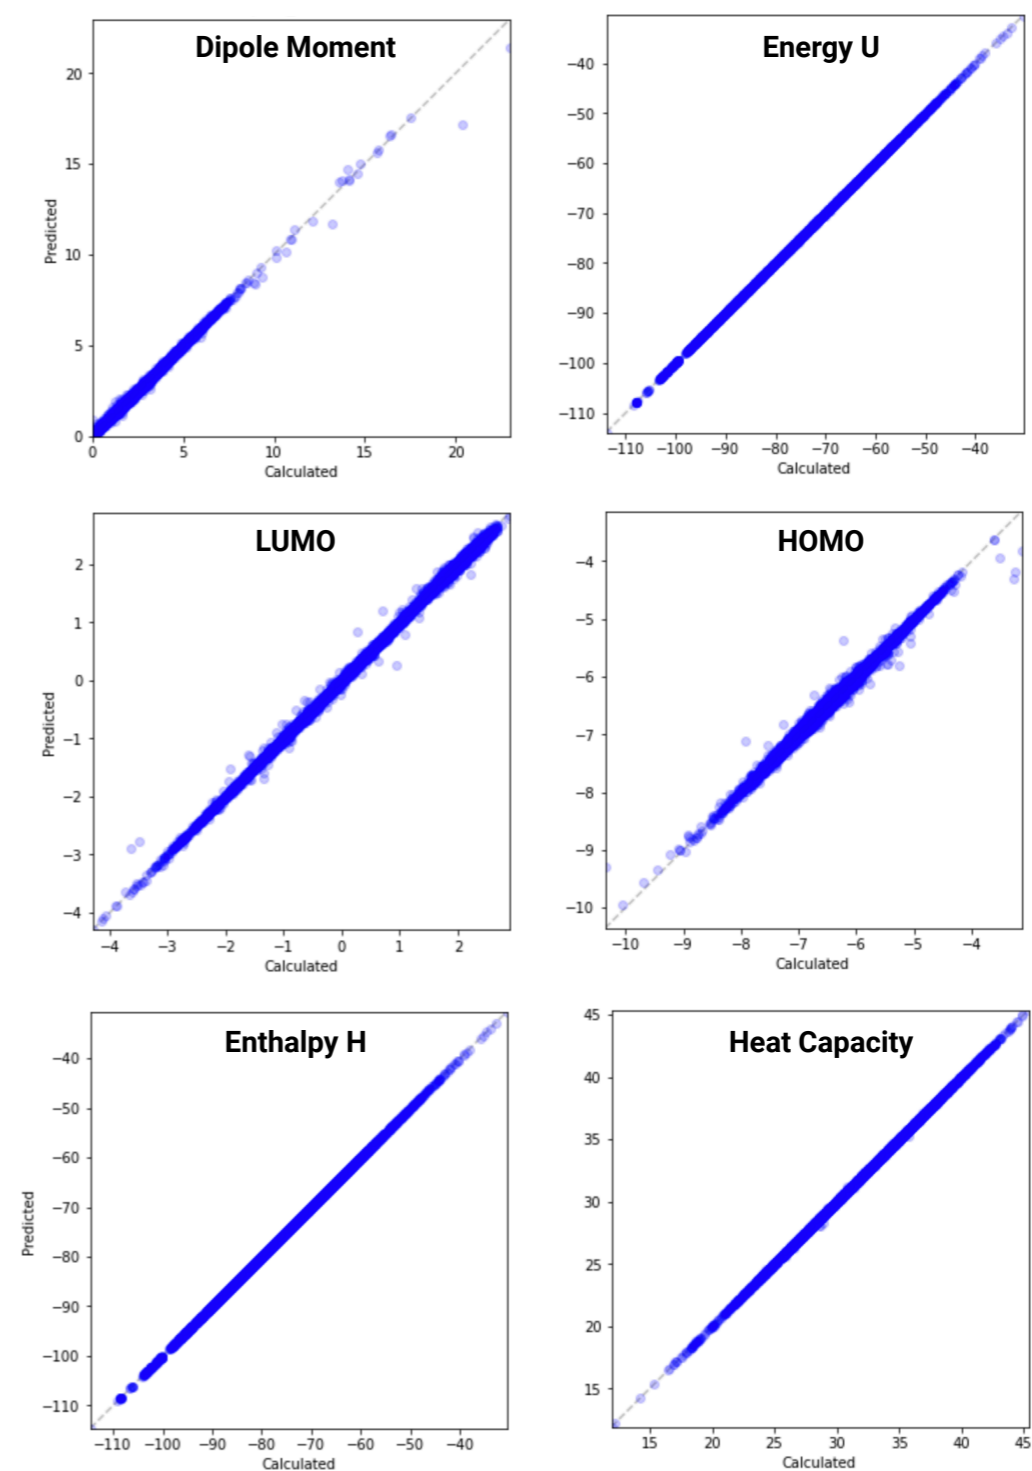 Dipole Moment
Predicted
20
15
10
5
0
0 5 10 15 20
Calculated
Energy U
−40
−50
−60
−70
−80
−90
−100
−110
−110 −100 −90 −80 −70 −60 −50 −40
Calculated
LUMO
Predicted
2
1
0
−1
−2
−3
−4
−4 −3 −2 −1 0 1 2
Calculated
HOMO
−4
−5
−6
−7
−8
−9
−10
−10 −9 −8 −7 −6 −5 −4
Calculated
Enthalpy H
Predicted
−40
−50
−60
−70
−80
−90
−100
−110
−110 −100 −90 −80 −70 −60 −50 −40
Calculated
Heat Capacity
45
40
35
30
25
20
15
15 20 25 30 35 40 45
Calculated